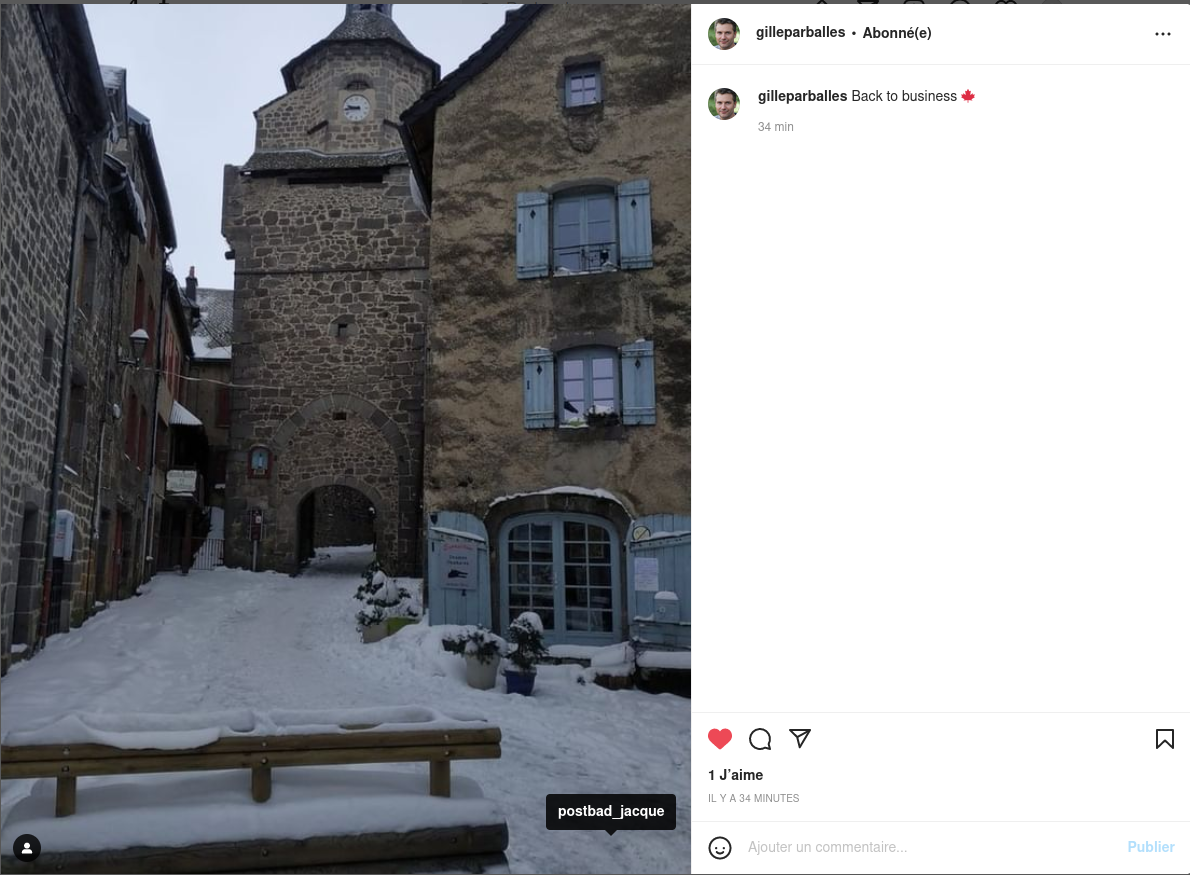 gilleparballes • Abonné(e)
gilleparballes Back to business 🍁
34 min
postbad_jacque
1 J’aime
IL Y A 34 MINUTES
Ajouter un commentaire...
Publier